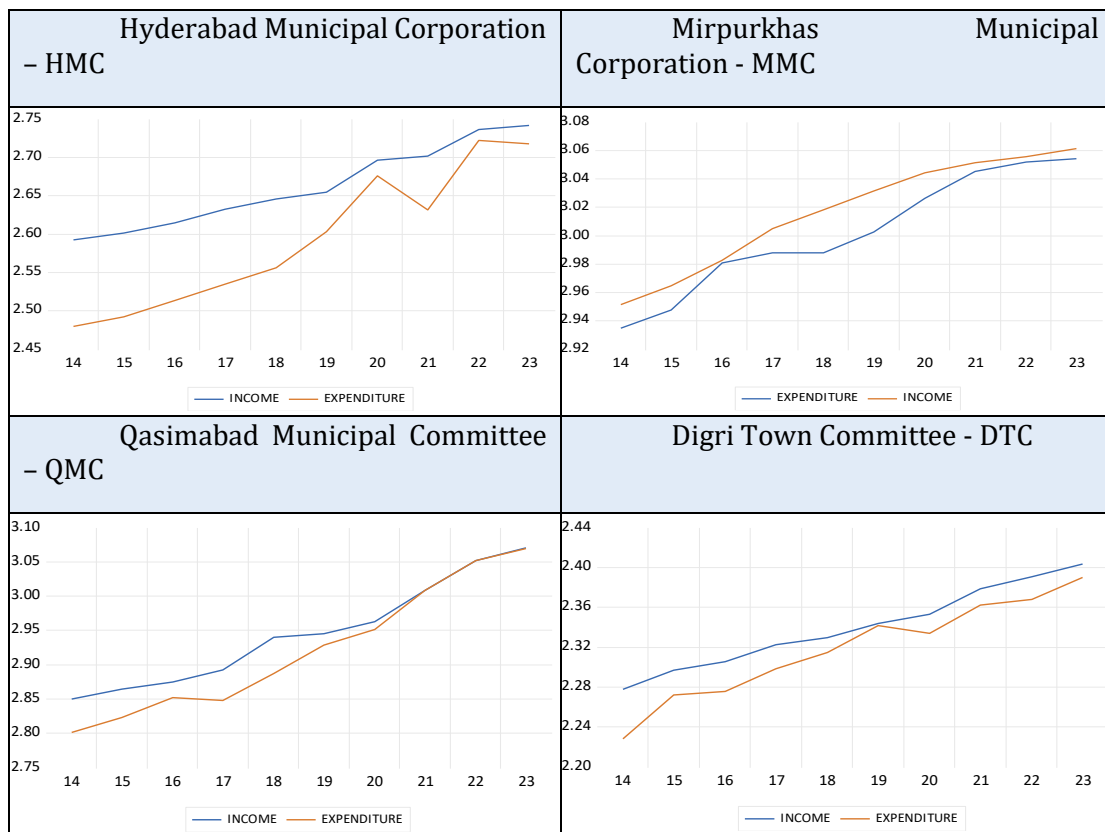 Hyderabad Municipal Corporation
– HMC
Mirpurkhas Municipal
Corporation - MMC
2.75
2.70
2.65
2.60
2.55
2.50
2.45
14 15 16 17 18 19 20 21 22 23
INCOME EXPENDITURE
3.08
3.06
3.04
3.02
3.00
2.98
2.96
2.94
2.92
14 15 16 17 18 19 20 21 22 23
EXPENDITURE INCOME
Qasimabad Municipal Committee
– QMC
Digri Town Committee - DTC
3.10
3.05
3.00
2.95
2.90
2.85
2.80
2.75
14 15 16 17 18 19 20 21 22 23
INCOME EXPENDITURE
2.44
2.40
2.36
2.32
2.28
2.24
2.20
14 15 16 17 18 19 20 21 22 23
INCOME EXPENDITURE